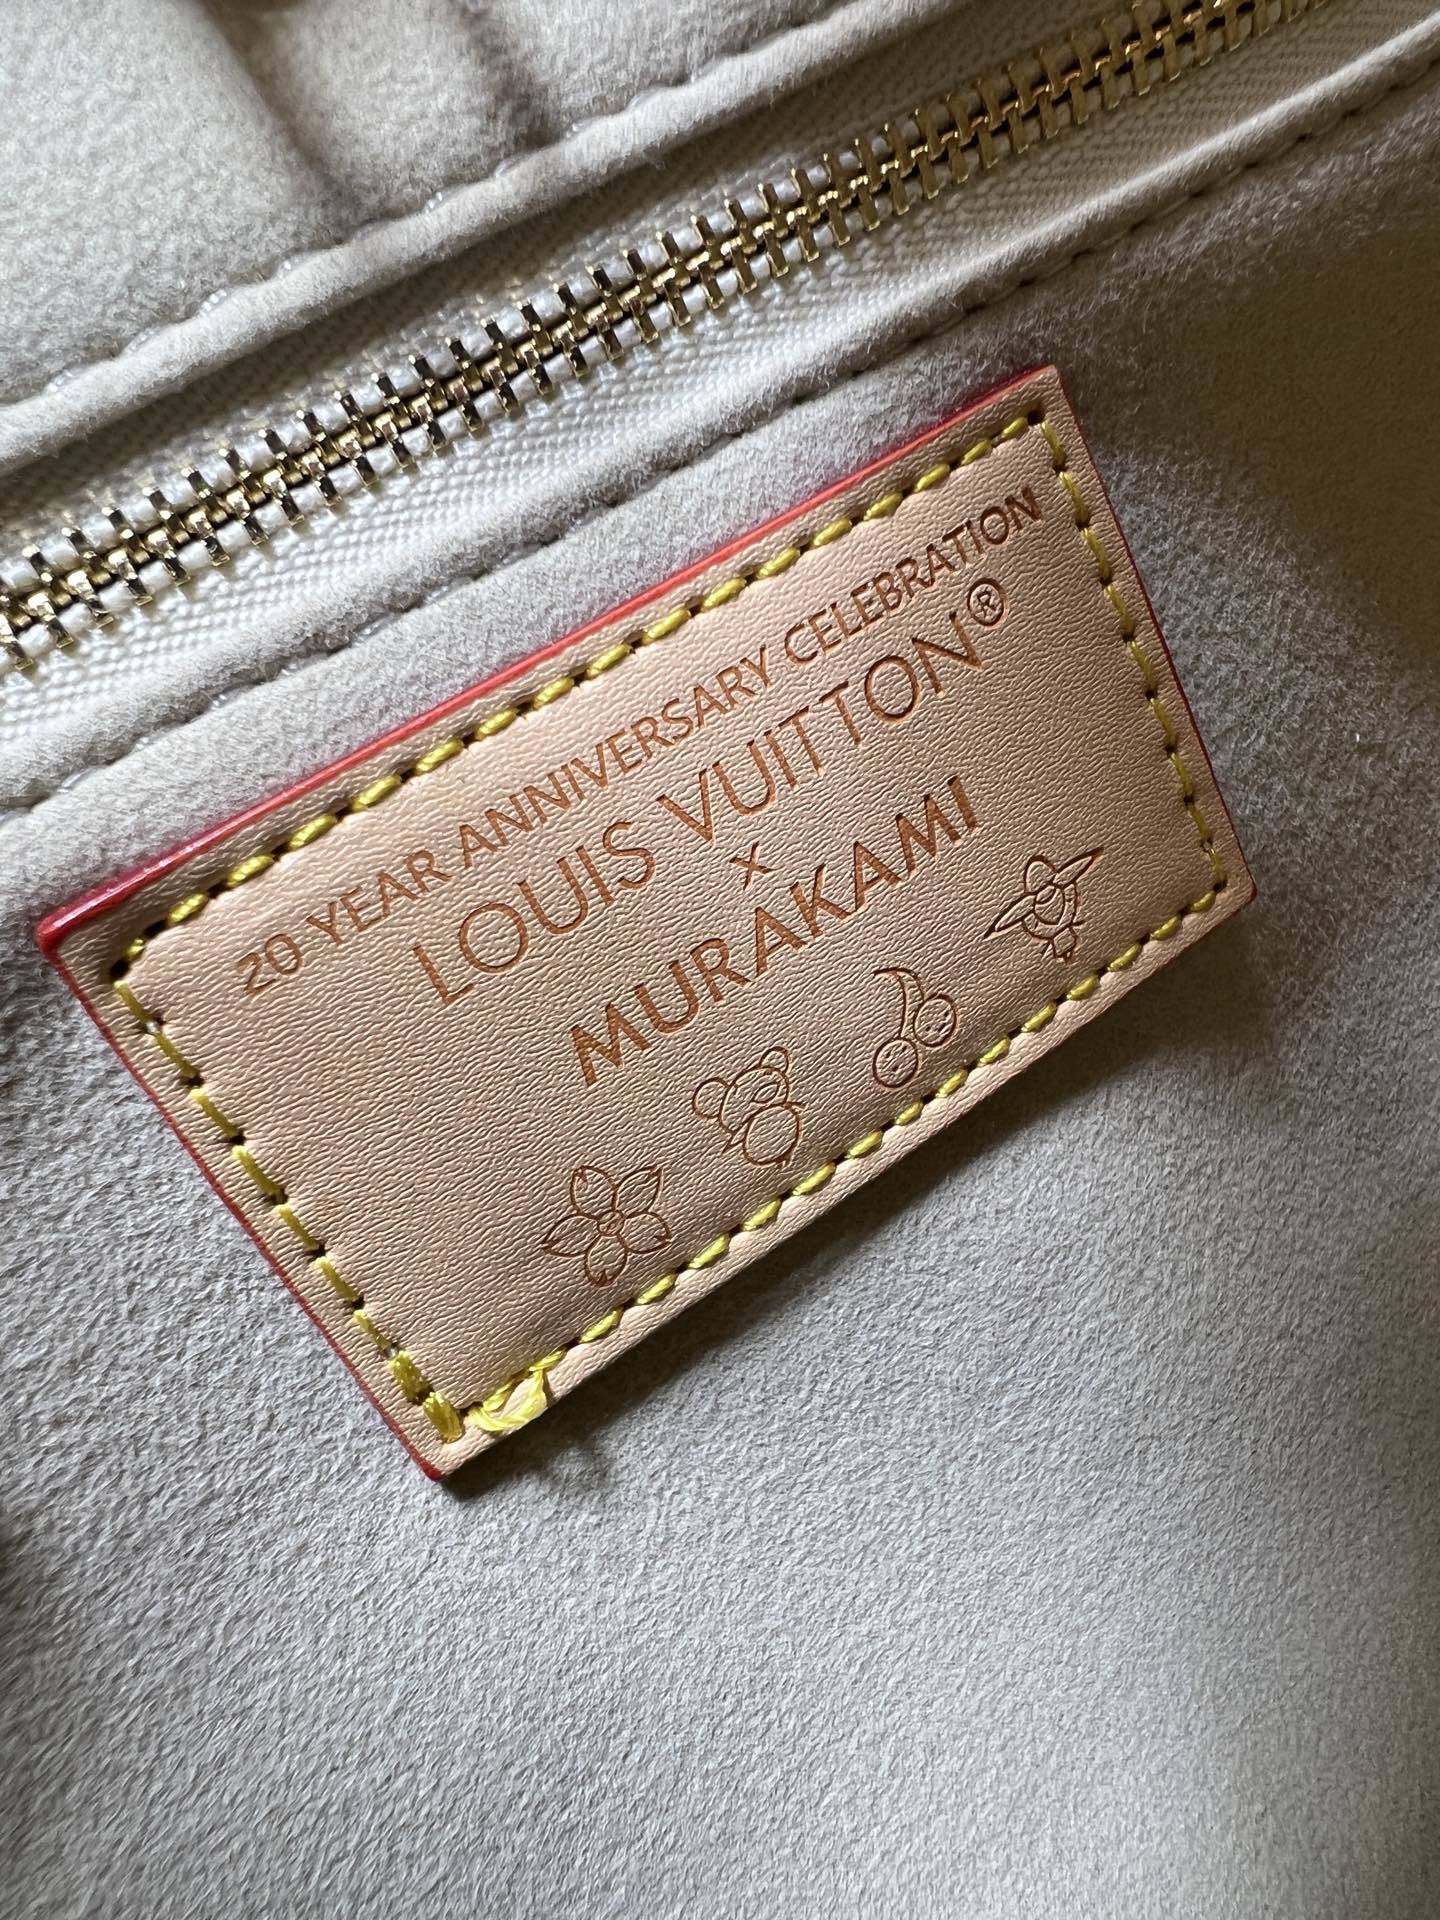 20 YEAR ANNIVERSARY CELEBRATION
LOUIS VUITTON®
x
MURAKAMI